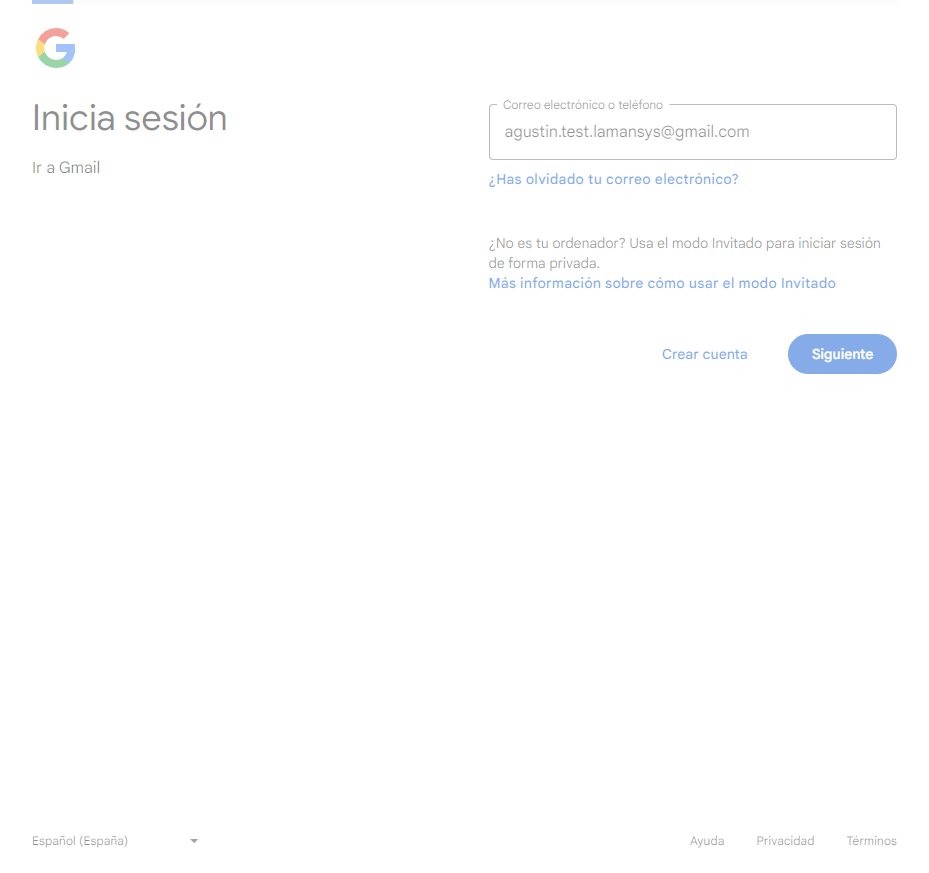 Inicia sesión
Ir a Gmail
Correo electrónico o teléfono
agustin.test.lamansys@gmail.com
¿Has olvidado tu correo electrónico?
¿No es tu ordenador? Usa el modo Invitado para iniciar sesión
de forma privada.
Más información sobre cómo usar el modo Invitado
Crear cuenta
Siguiente
Español (España)
Ayuda
Privacidad
Términos